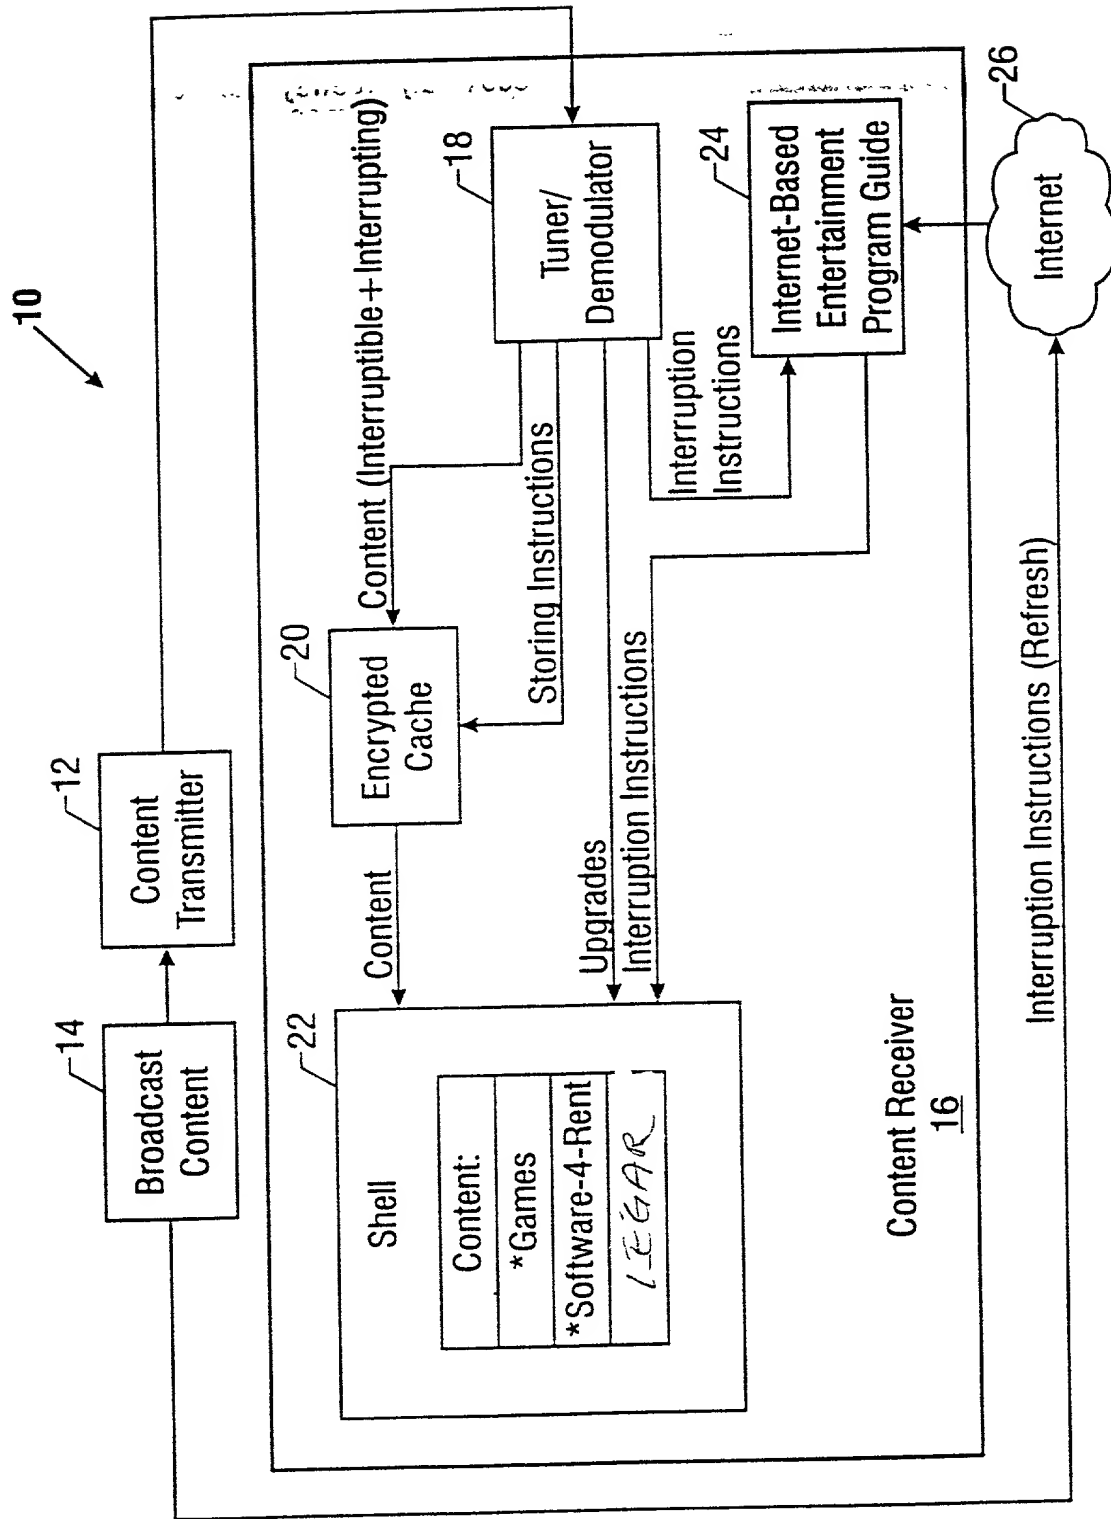 10
14
Broadcast
Content
12
Content
Transmitter
22
Shell
Content:
*Games
*Software-4-Rent
Content
20
Encrypted
Cache
Content (Interruptible+Interrupting)
Storing Instructions
18
Tuner/
Demodulator
Upgrades
Interruption Instructions
Interruption
Instructions
24
Internet-Based
Entertainment
Program Guide
Content Receiver
16
26
Internet
Interruption Instructions (Refresh)